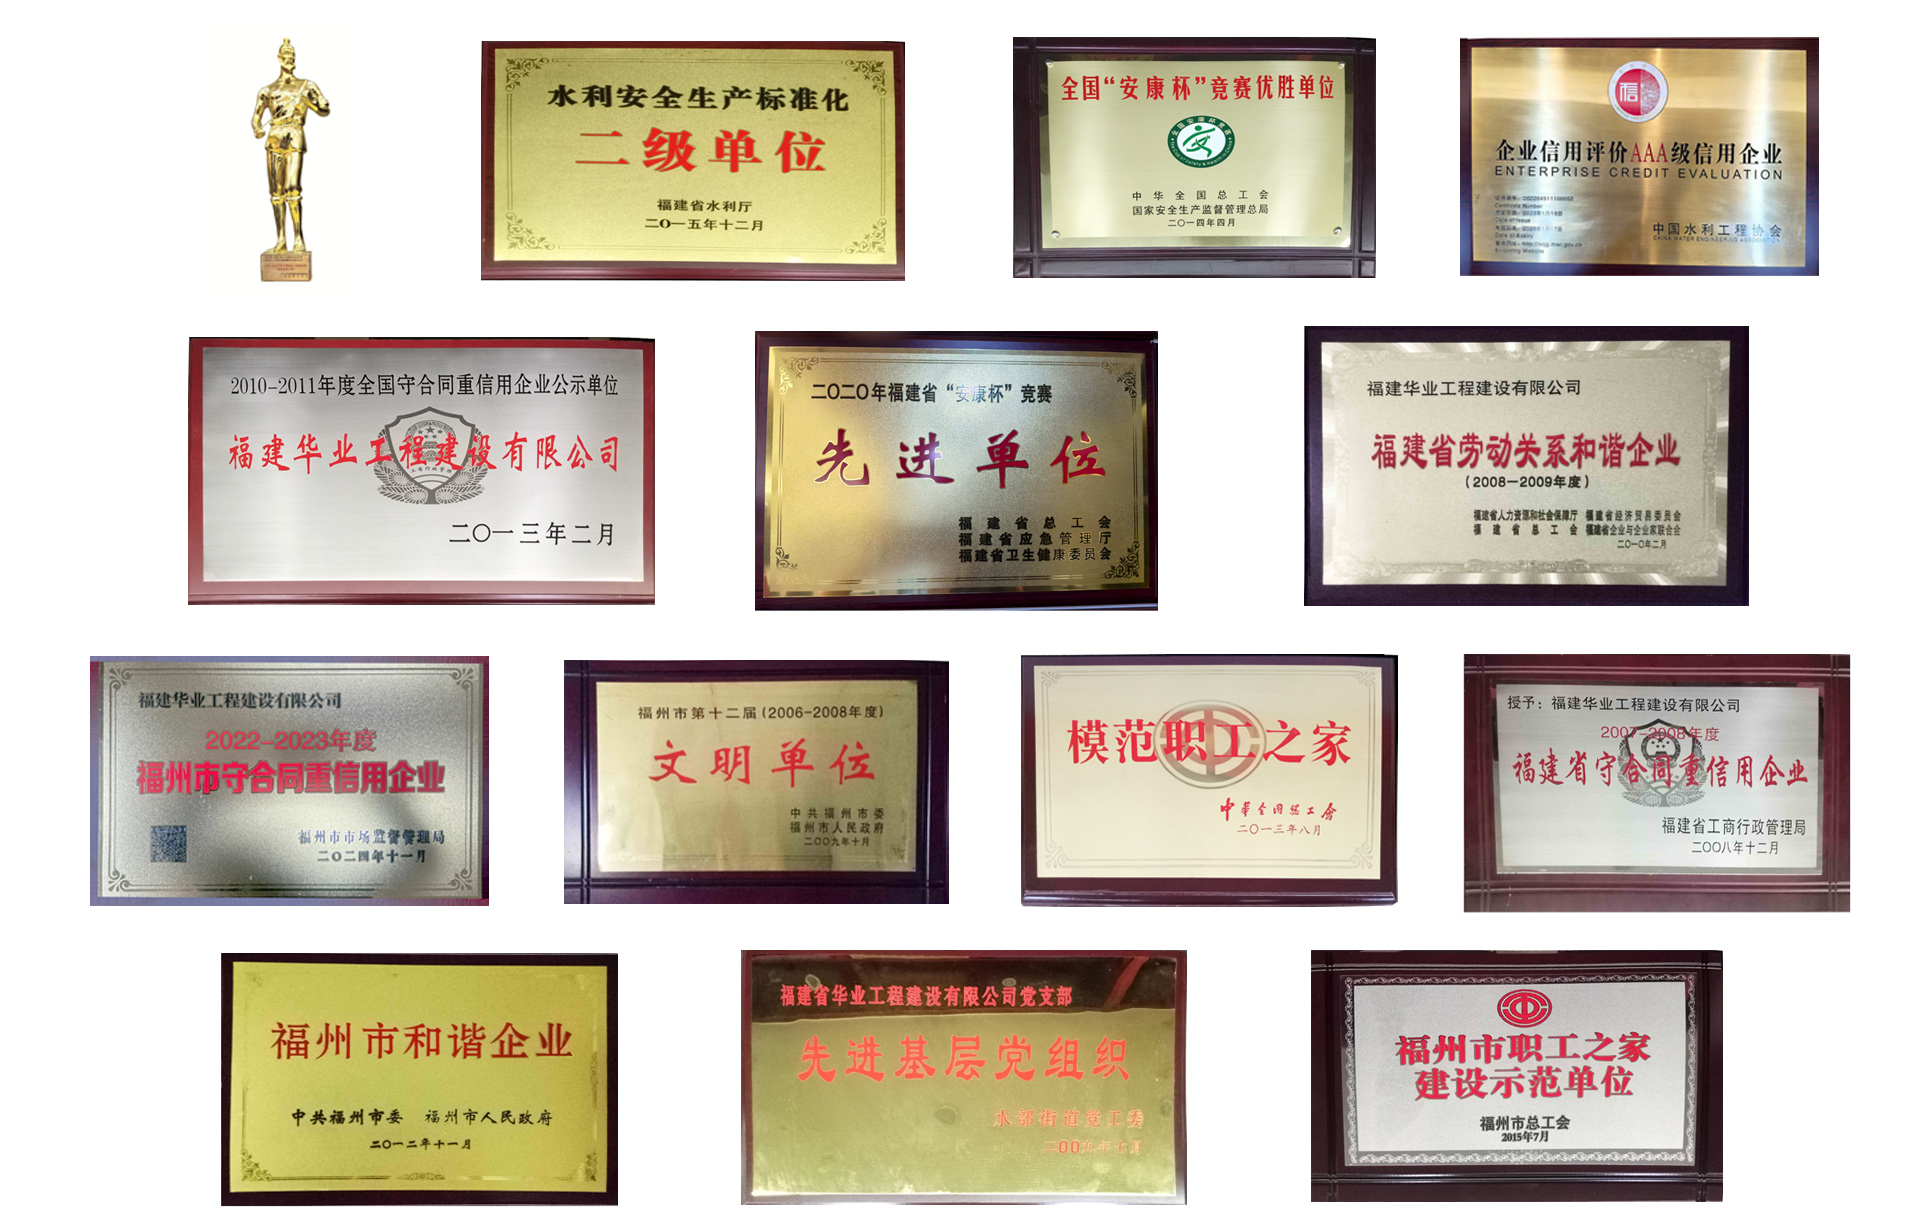 水利安全生产标准化
二级单位
福建省水利厅
二〇一五年十二月
全国“安康杯”竞赛优胜单位
中华全国总工会
国家安全生产监督管理总局
二〇一四年四月
信
企业信用评价AAA级信用企业
ENTERPRISE CREDIT EVALUATION
Certificate Number
中国水利工程协会
CHINA WATER ENGINEERING ASSOCIATION
2010-2011年度全国守合同重信用企业公示单位
福建华业工程建设有限公司
二〇一三年二月
二〇二〇年福建省“安康杯”竞赛
先进单位
福建省总工会
福建省应急管理厅
福建省卫生健康委员会
福建华业工程建设有限公司
福建省劳动关系和谐企业
(2008—2009年度)
福建省人力资源和社会保障厅 福建省经济贸易委员会
福建省总工会 福建省企业与企业家联合会
二〇一〇年二月
福建华业工程建设有限公司
2022-2023年度
福州市守合同重信用企业
福州市市场监督管理局
二〇二四年十一月
福州市第十二届(2006-2008年度)
文明单位
中共福州市委
福州市人民政府
二〇〇九年十月
模范职工之家
中华全国总工会
二〇一三年八月
授予：福建华业工程建设有限公司
2007-2008年度
福建省守合同重信用企业
福建省工商行政管理局
二〇〇八年十二月
福州市和谐企业
中共福州市委 福州市人民政府
二〇一二年十一月
福建省华业工程建设有限公司党支部
先进基层党组织
水部街道党工委
福州市职工之家
建设示范单位
福州市总工会
2015年7月